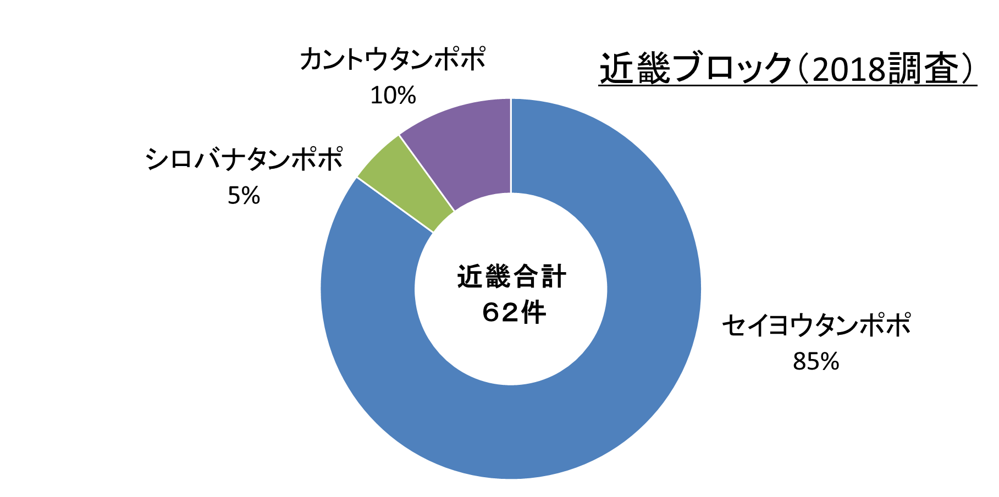 近畿ブロック（2018調査）
カントウタンポポ
10%
シロバナタンポポ
5%
近畿合計
６２件
セイヨウタンポポ
85%